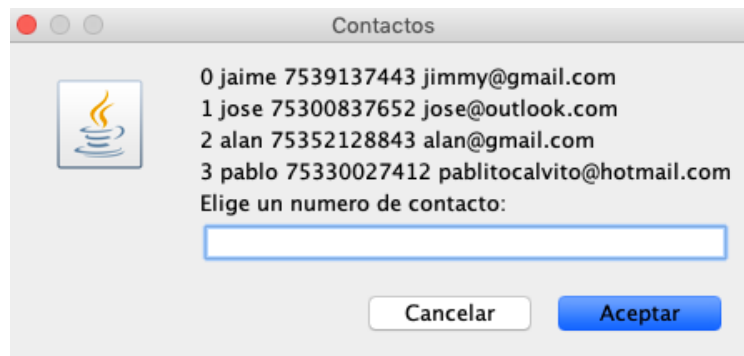 Contactos
0 jaime 7539137443 jimmy@gmail.com
1 jose 75300837652 jose@outlook.com
2 alan 75352128843 alan@gmail.com
3 pablo 75330027412 pablitocalvito@hotmail.com
Elige un numero de contacto:
Cancelar Aceptar